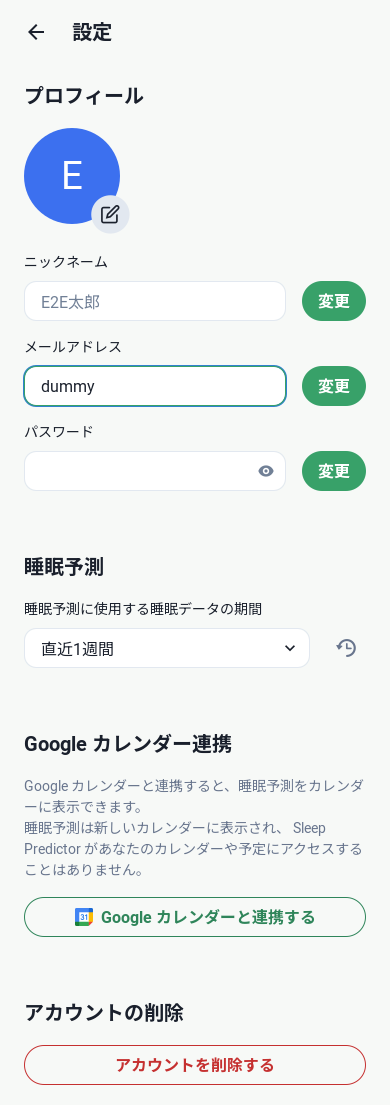 設定
プロフィール
E
ニックネーム
E2E太郎
変更
メールアドレス
dummy
変更
パスワード
変更
睡眠予測
睡眠予測に使用する睡眠データの期間
直近1週間
Google カレンダー連携
Google カレンダーと連携すると、睡眠予測をカレンダ
ーに表示できます。
睡眠予測は新しいカレンダーに表示され、 Sleep
Predictor があなたのカレンダーや予定にアクセスする
ことはありません。
31 Google カレンダーと連携する
アカウントの削除
アカウントを削除する